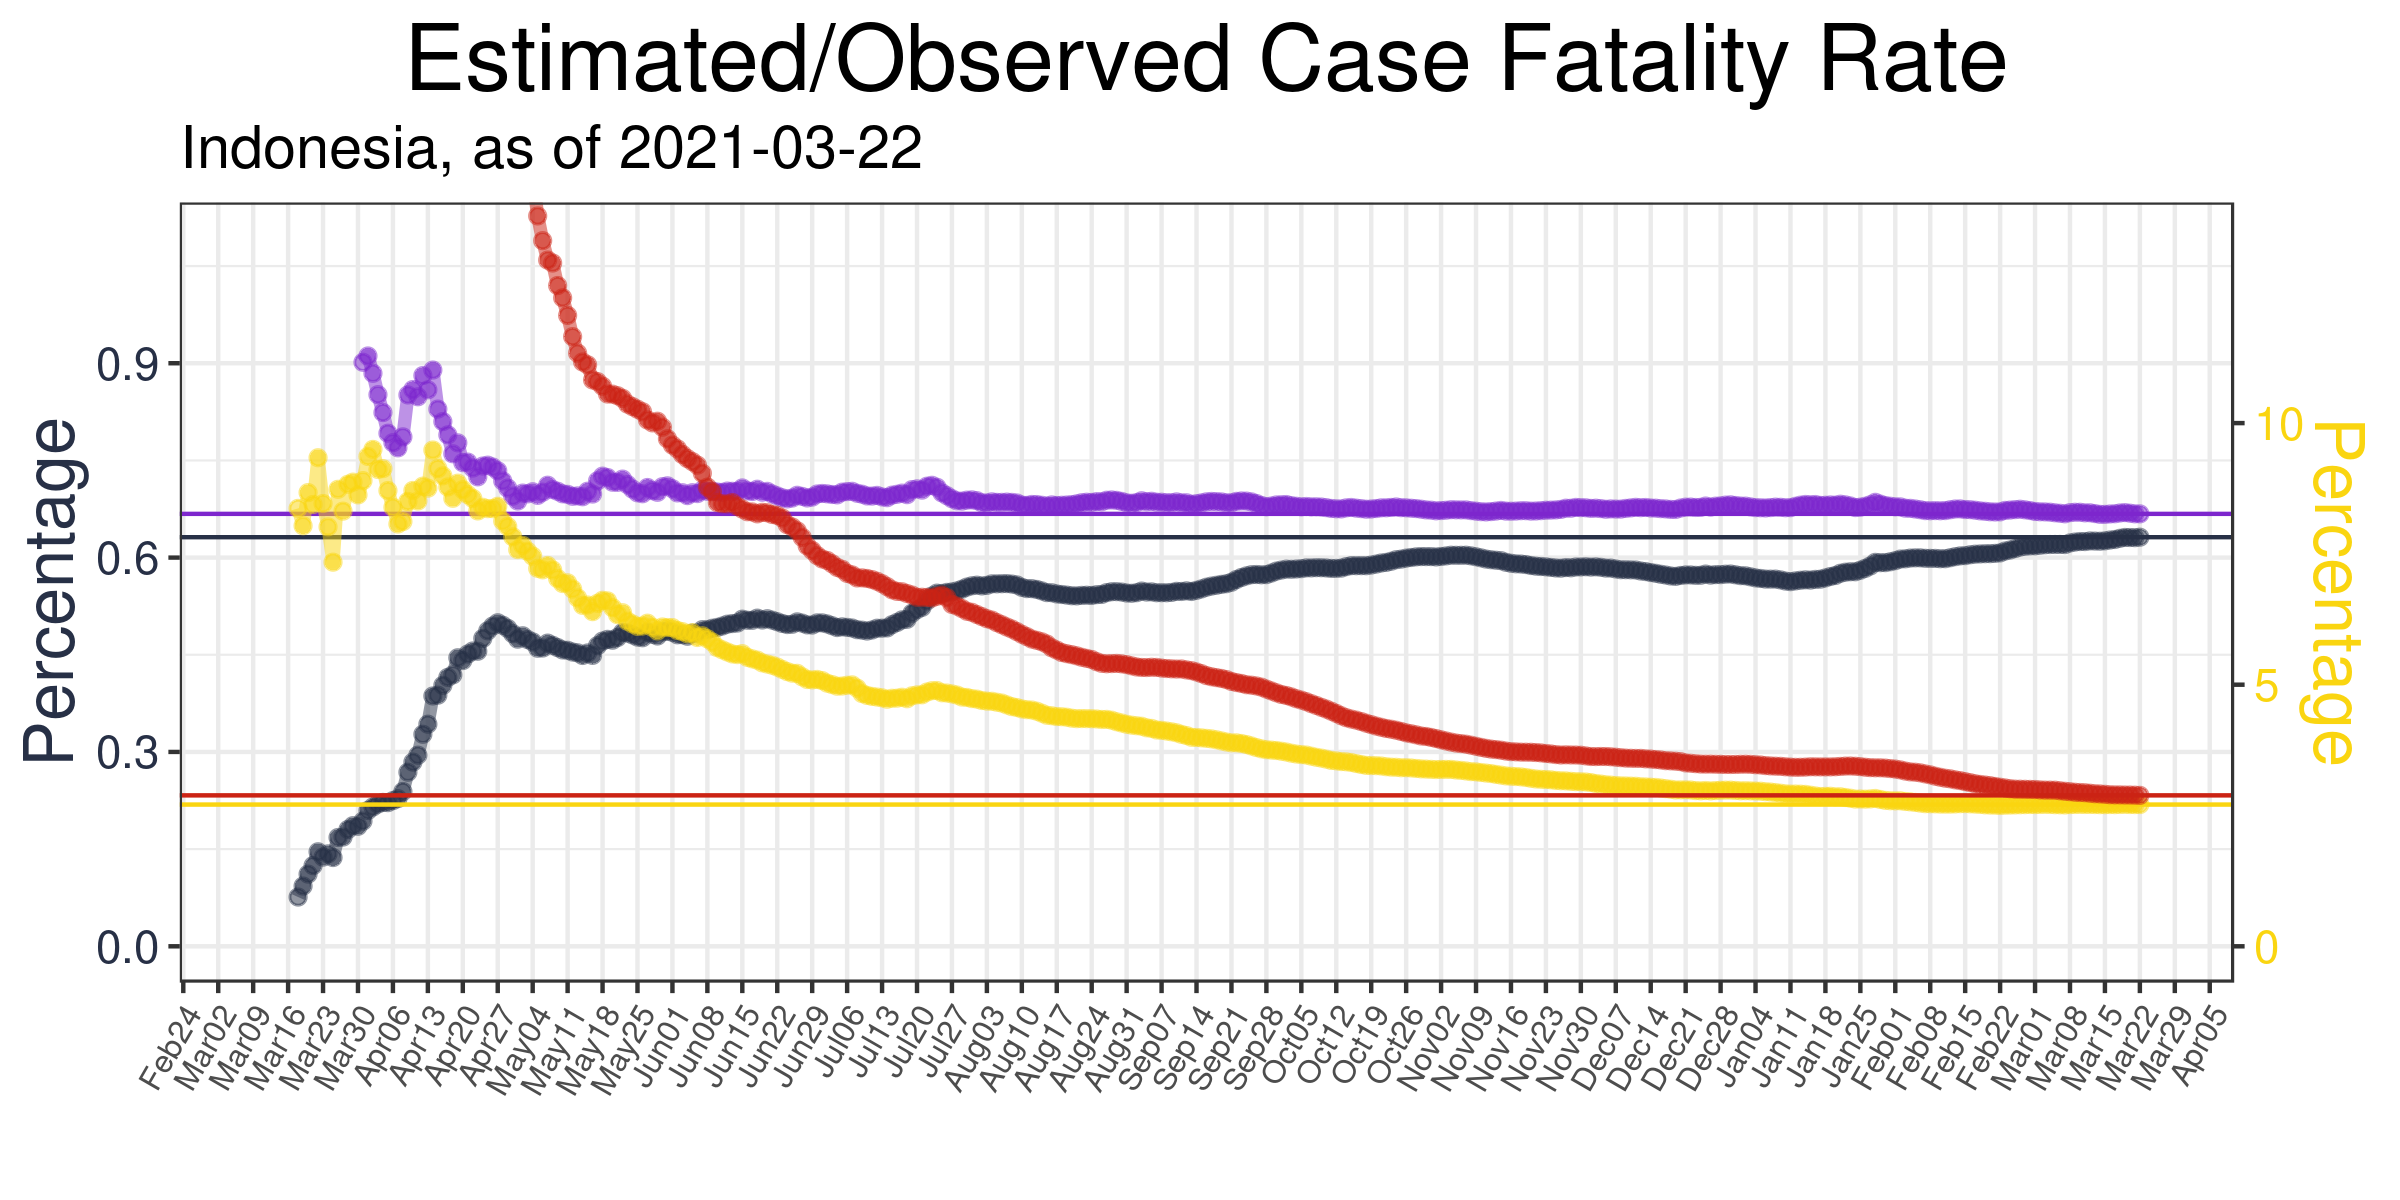 Estimated/Observed Case Fatality Rate
Indonesia, as of 2021-03-22
Percentage
0.9
0.6
0.3
0.0
10
5
0
Percentage
Feb24
Mar02
Mar09
Mar16
Mar23
Mar30
Apr06
Apr13
Apr20
Apr27
May04
May11
May18
May25
Jun01
Jun08
Jun15
Jun22
Jun29
Jul06
Jul13
Jul20
Jul27
Aug03
Aug10
Aug17
Aug24
Aug31
Sep07
Sep14
Sep21
Sep28
Oct05
Oct12
Oct19
Oct26
Nov02
Nov09
Nov16
Nov23
Nov30
Dec07
Dec14
Dec21
Dec28
Jan04
Jan11
Jan18
Jan25
Feb01
Feb08
Feb15
Feb22
Mar01
Mar08
Mar15
Mar22
Mar29
Apr05